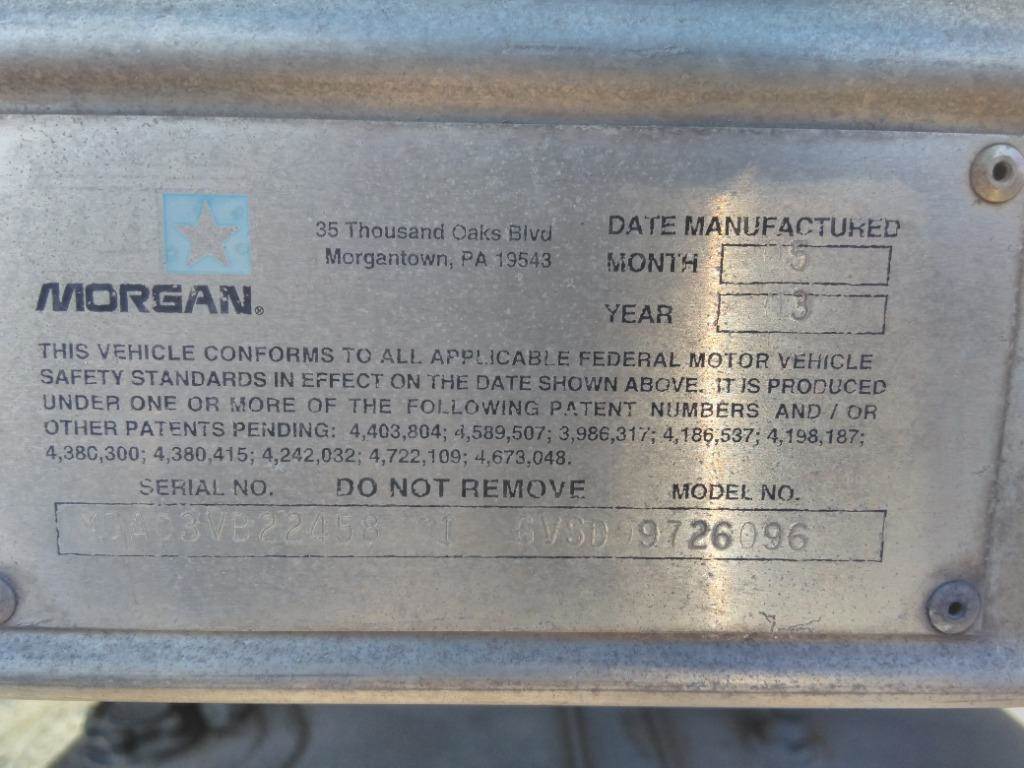 MORGAN®
35 Thousand Oaks Blvd
Morgantown, PA 19543
DATE MANUFACTURED
MONTH 05
YEAR 13
THIS VEHICLE CONFORMS TO ALL APPLICABLE FEDERAL MOTOR VEHICLE
SAFETY STANDARDS IN EFFECT ON THE DATE SHOWN ABOVE. IT IS PRODUCED
UNDER ONE OR MORE OF THE FOLLOWING PATENT NUMBERS AND / OR
OTHER PATENTS PENDING: 4,403,804; 4,589,507; 3,986,317; 4,186,537; 4,198,187;
4,380,300; 4,380,415; 4,242,032; 4,722,109; 4,673,048.
SERIAL NO. DO NOT REMOVE MODEL NO.
1 GVSD09726096